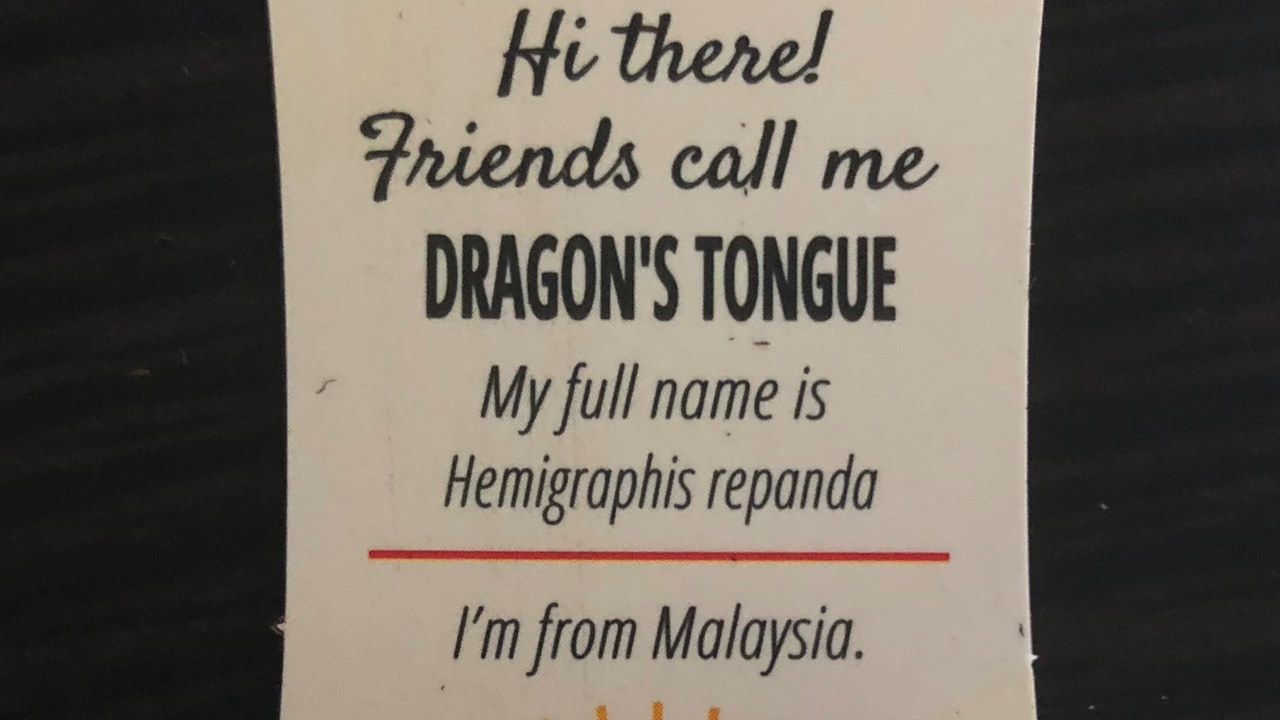 Hi there!
Friends call me
DRAGON'S TONGUE
My full name is
Hemigraphis repanda
I'm from Malaysia.